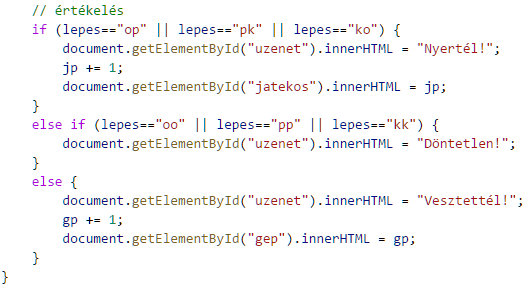 // értékelés
if (lepes=="op" || lepes=="pk" || lepes=="ko") {
document.getElementById("uzenet").innerHTML = "Nyertél!";
jp += 1;
document.getElementById("jatekos").innerHTML = jp;
}
else if (lepes=="oo" || lepes=="pp" || lepes=="kk") {
document.getElementById("uzenet").innerHTML = "Döntetlen!";
}
else {
document.getElementById("uzenet").innerHTML = "Vesztettél!";
gp += 1;
document.getElementById("gep").innerHTML = gp;
}
}